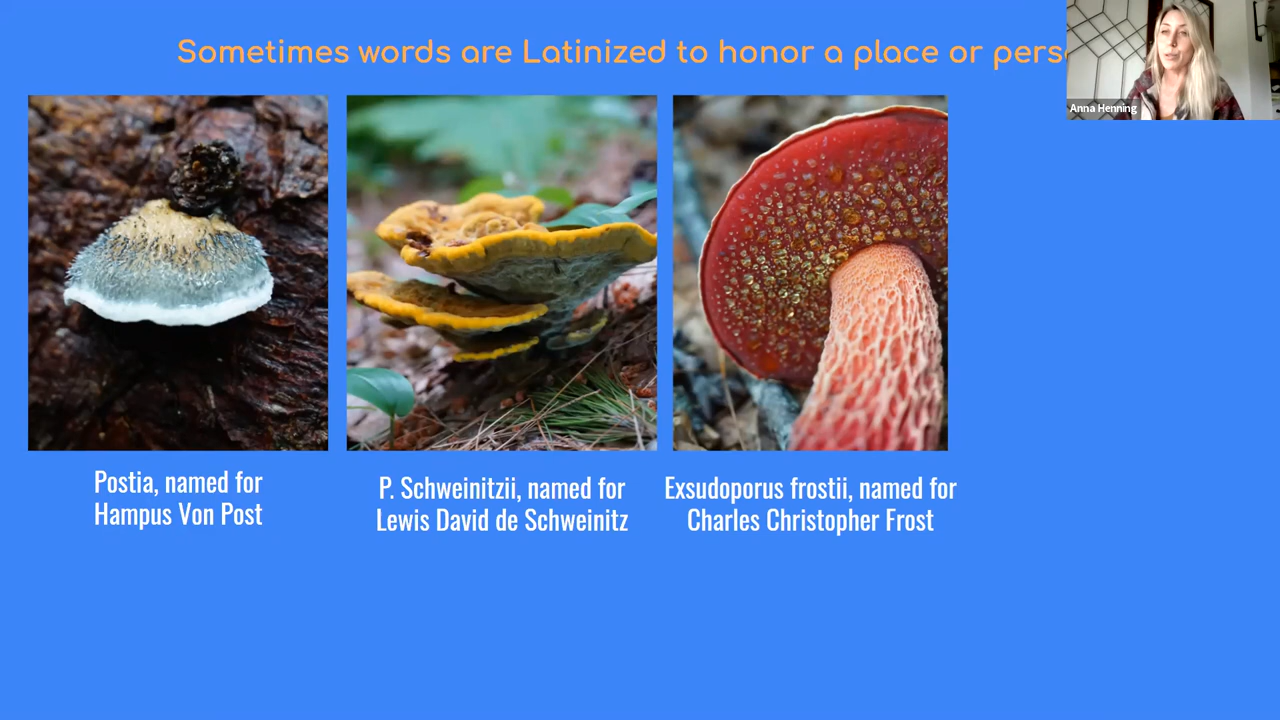 Sometimes words are Latinized to honor a place or
Anna Henning
Postia, named for
Hampus Von Post
P. Schweinitzii, named for
Lewis David de Schweinitz
Exsudoporus frostii, named for
Charles Christopher Frost